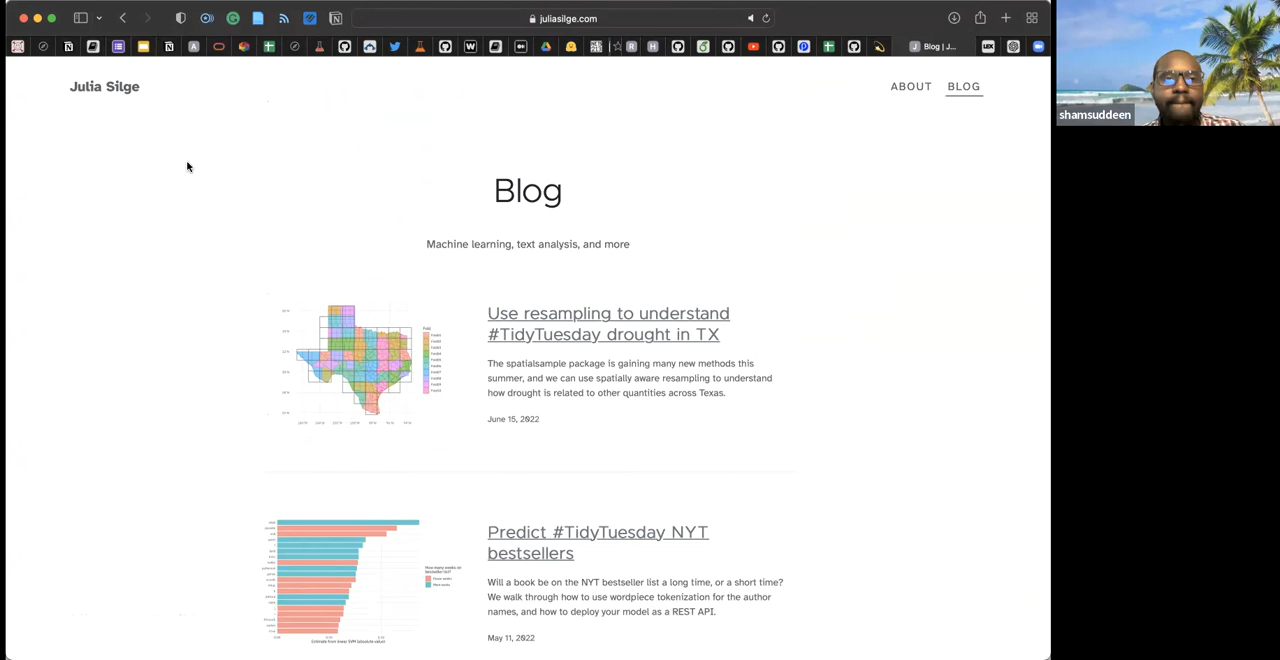 juliasilge.com
Blog | J...
shamsuddeen
Julia Silge
ABOUT
BLOG
Blog
Machine learning, text analysis, and more
Use resampling to understand
#TidyTuesday drought in TX
The spatialsample package is gaining many new methods this
summer, and we can use spatially aware resampling to understand
how drought is related to other quantities across Texas.
June 15, 2022
Predict #TidyTuesday NYT
bestsellers
Will a book be on the NYT bestseller list a long time, or a short time?
We walk through how to use wordpiece tokenization for the author
names, and how to deploy your model as a REST API.
May 11, 2022